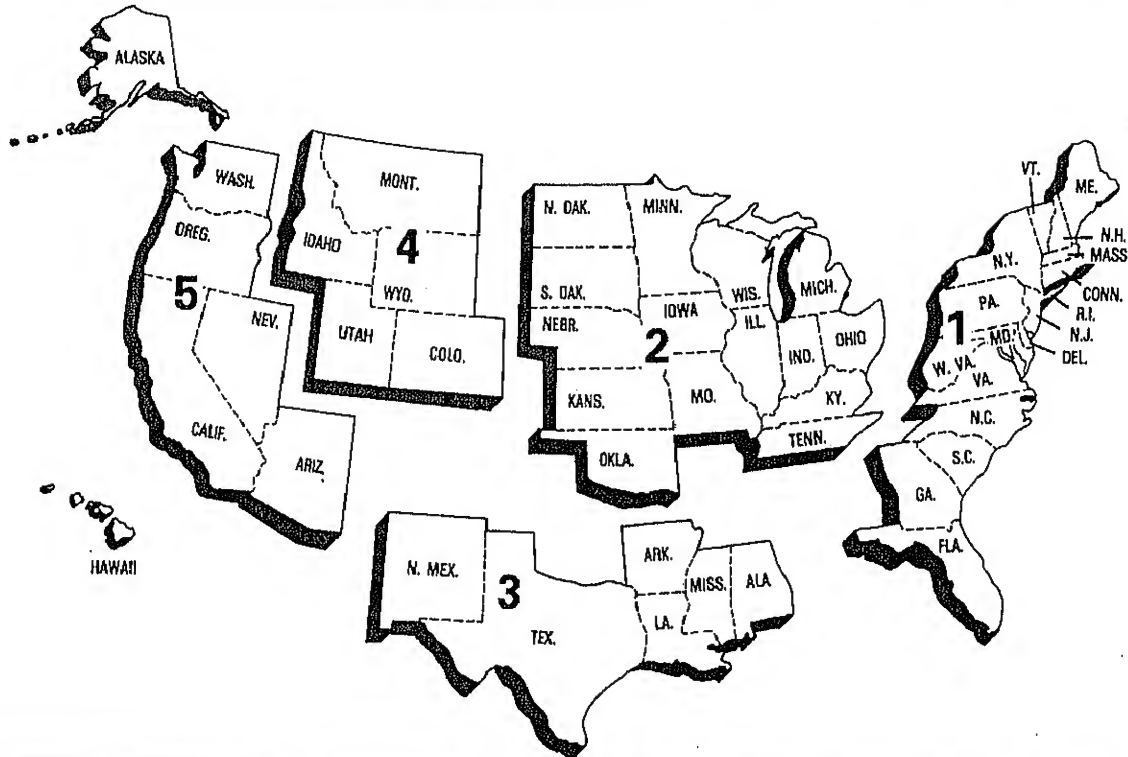 ALASKA
WASH.
OREG.
5
NEV.
CALIF.
ARIZ.
HAWAII
MONT.
IDAHO
4
WYO.
UTAH
COLO.
N. DAK.
MINN.
S. DAK.
WIS.
MICH.
NEBR.
IOWA
ILL.
2
IND.
OHIO
KANS.
MO.
KY.
TENN.
OKLA.
N. MEX.
3
TEX.
ARK.
LA.
MISS.
ALA.
VT.
ME.
N.H.
MASS
N.Y.
CONN.
PA.
R.I.
1
N.J.
MD.
DEL.
W. VA.
VA.
N.C.
S.C.
GA.
FLA.